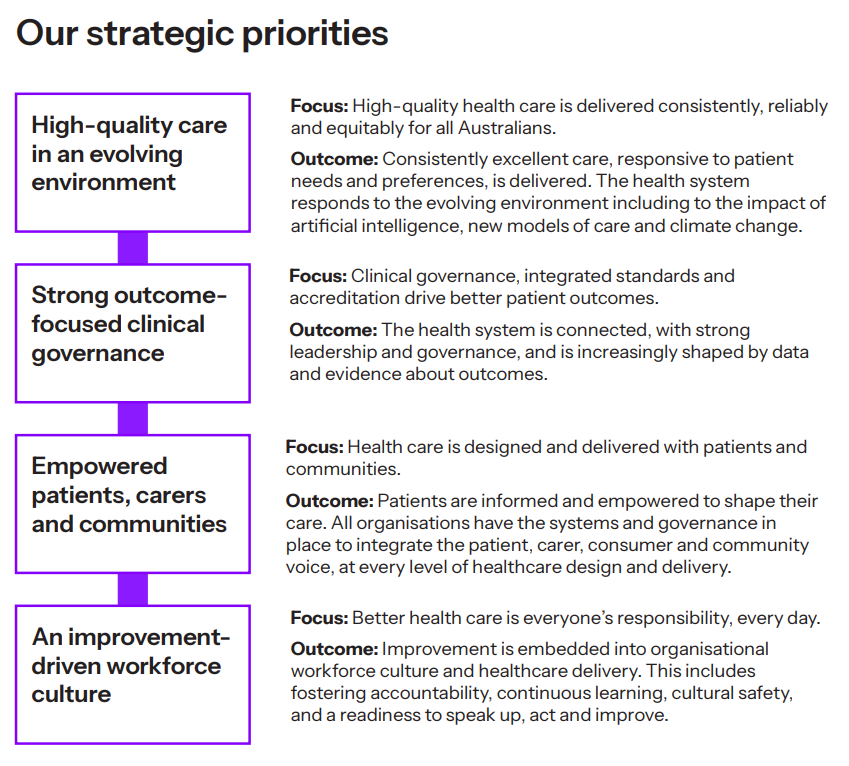 Our strategic priorities
High-quality care
in an evolving
environment
Focus: High-quality health care is delivered consistently, reliably
and equitably for all Australians.
Outcome: Consistently excellent care, responsive to patient
needs and preferences, is delivered. The health system
responds to the evolving environment including to the impact of
artificial intelligence, new models of care and climate change.
Strong outcome-
focused clinical
governance
Focus: Clinical governance, integrated standards and
accreditation drive better patient outcomes.
Outcome: The health system is connected, with strong
leadership and governance, and is increasingly shaped by data
and evidence about outcomes.
Empowered
patients, carers
and communities
Focus: Health care is designed and delivered with patients and
communities.
Outcome: Patients are informed and empowered to shape their
care. All organisations have the systems and governance in
place to integrate the patient, carer, consumer and community
voice, at every level of healthcare design and delivery.
An improvement-
driven workforce
culture
Focus: Better health care is everyone’s responsibility, every day.
Outcome: Improvement is embedded into organisational
workforce culture and healthcare delivery. This includes
fostering accountability, continuous learning, cultural safety,
and a readiness to speak up, act and improve.